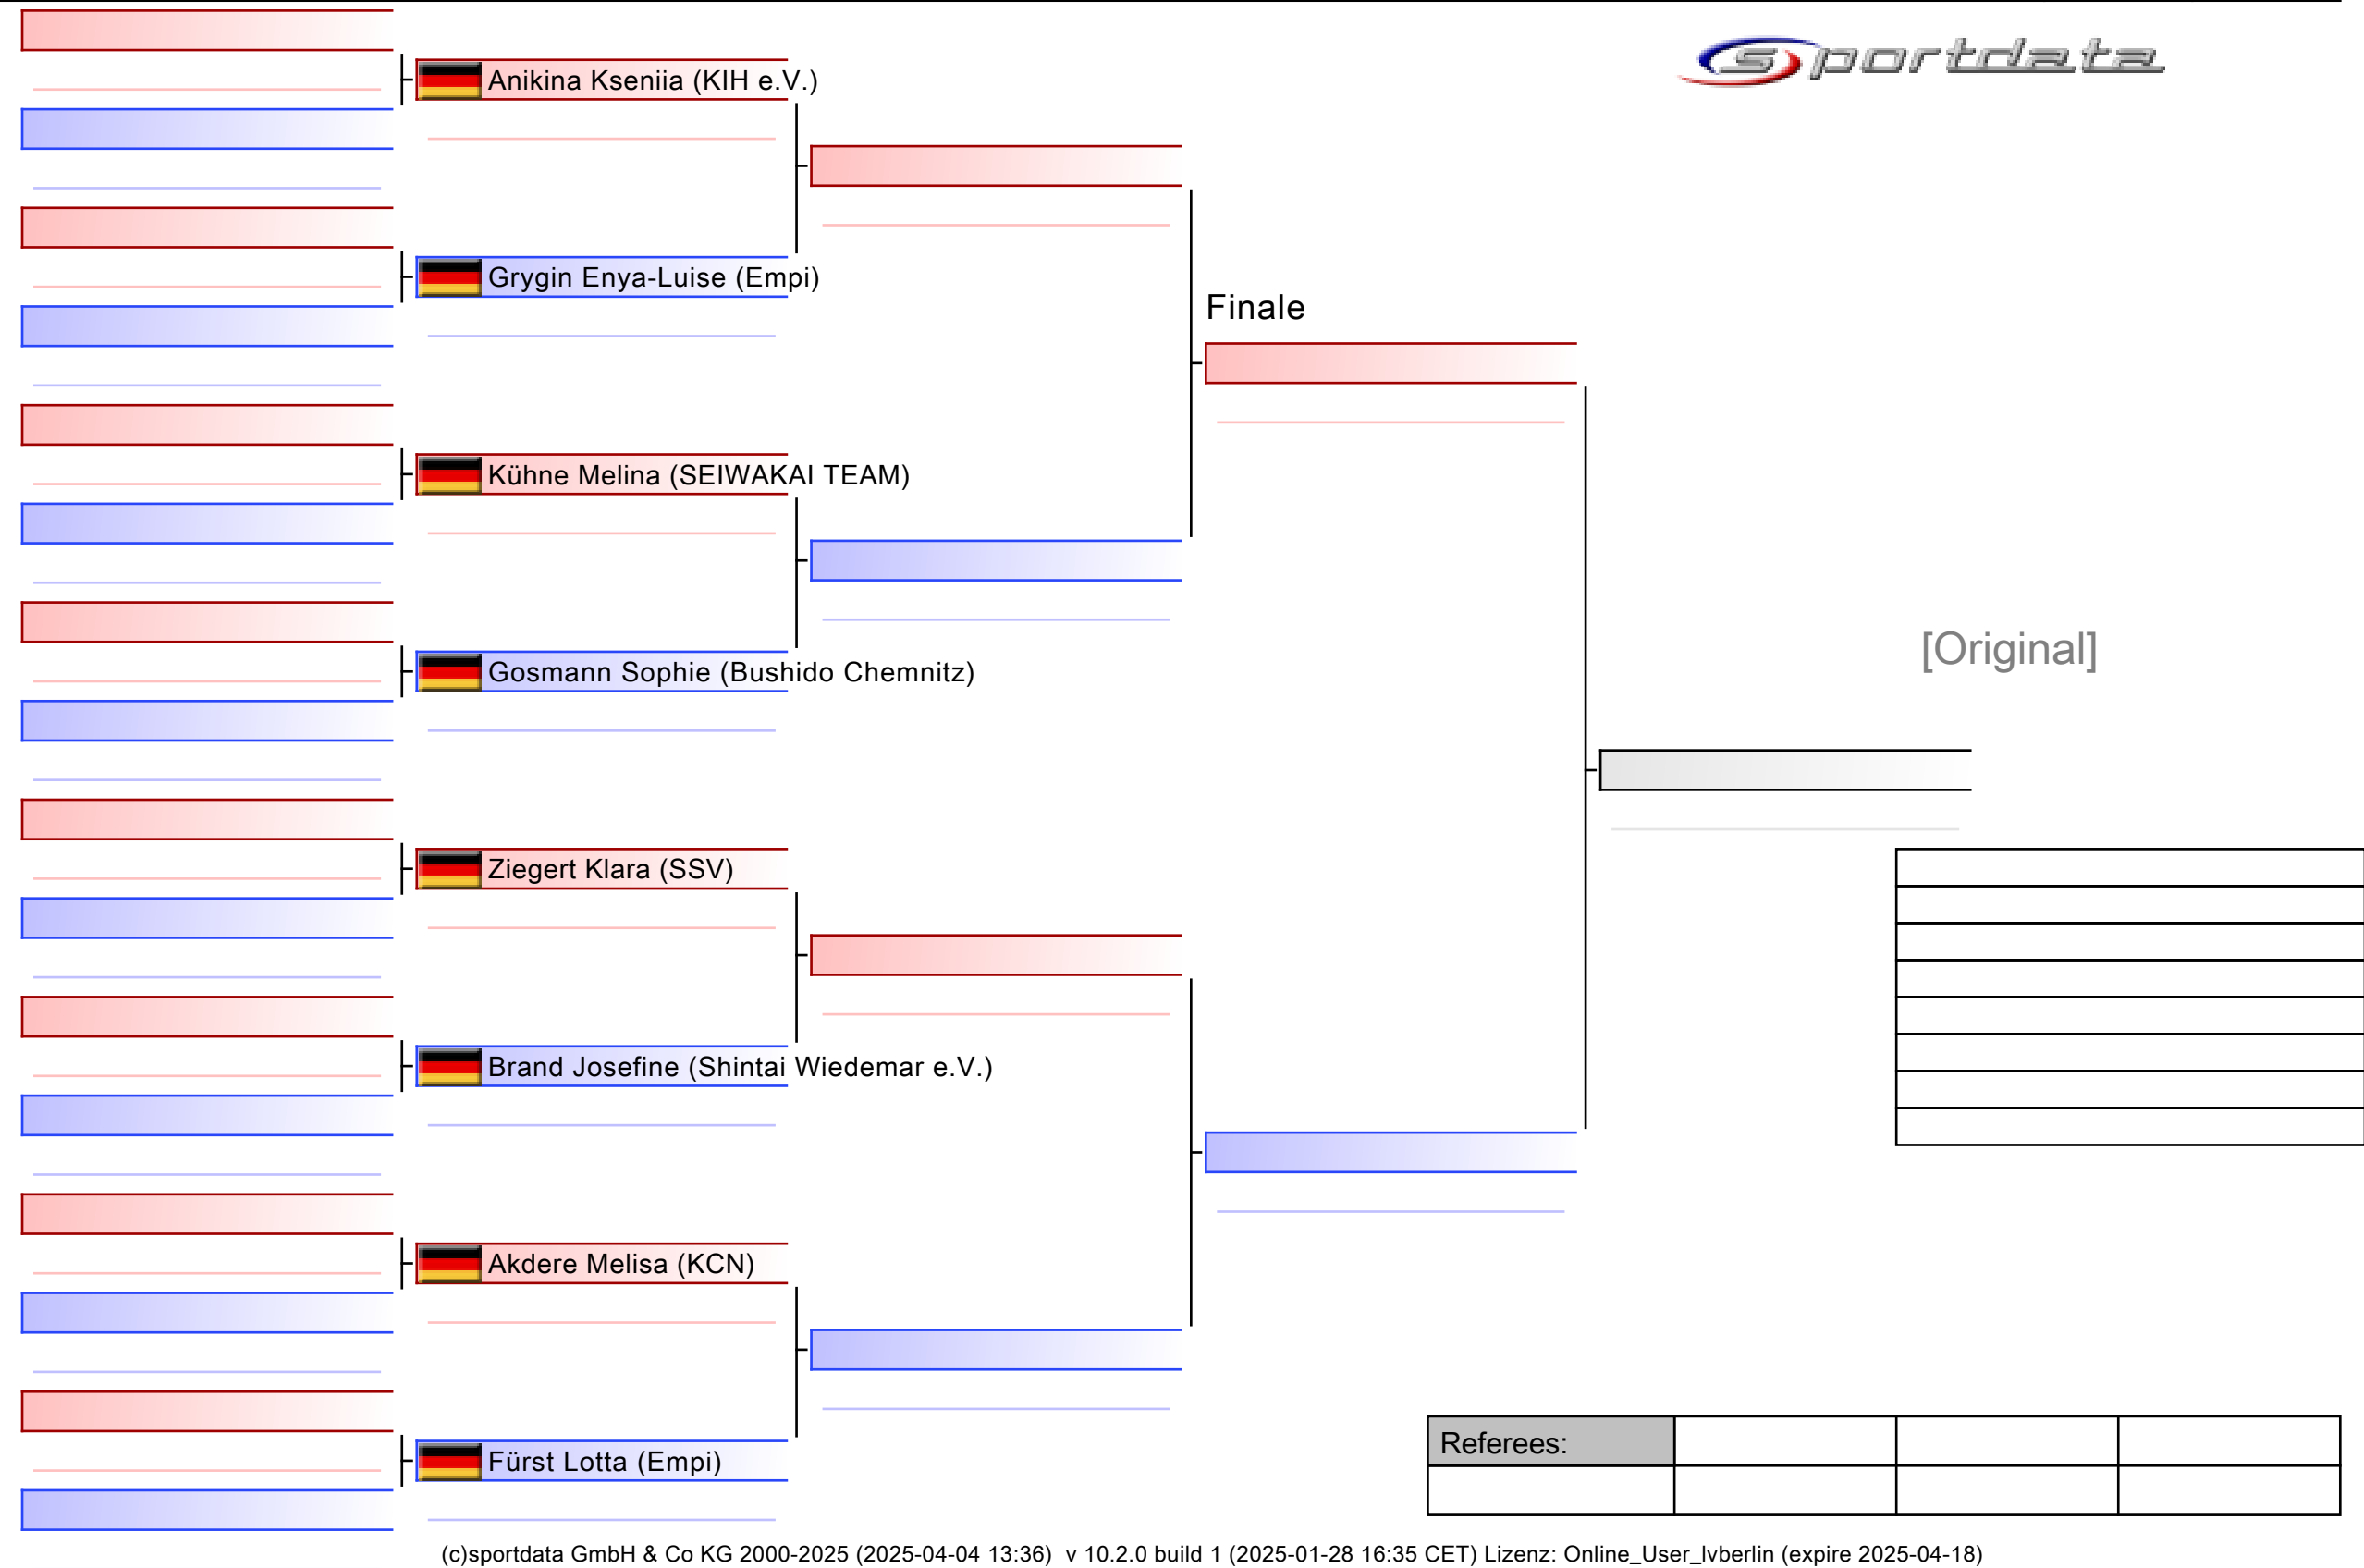 sportdata
Anikina Kseniia (KIH e.V.)
Grygin Enya-Luise (Empi)
Finale
Kühne Melina (SEIWAKAI TEAM)
[Original]
Gosmann Sophie (Bushido Chemnitz)
Ziegert Klara (SSV)
Brand Josefine (Shintai Wiedemar e.V.)
Akdere Melisa (KCN)
Referees:
Fürst Lotta (Empi)
(c)sportdata GmbH & Co KG 2000-2025 (2025-04-04 13:36)  v 10.2.0 build 1 (2025-01-28 16:35 CET) Lizenz: Online_User_lvberlin (expire 2025-04-18)